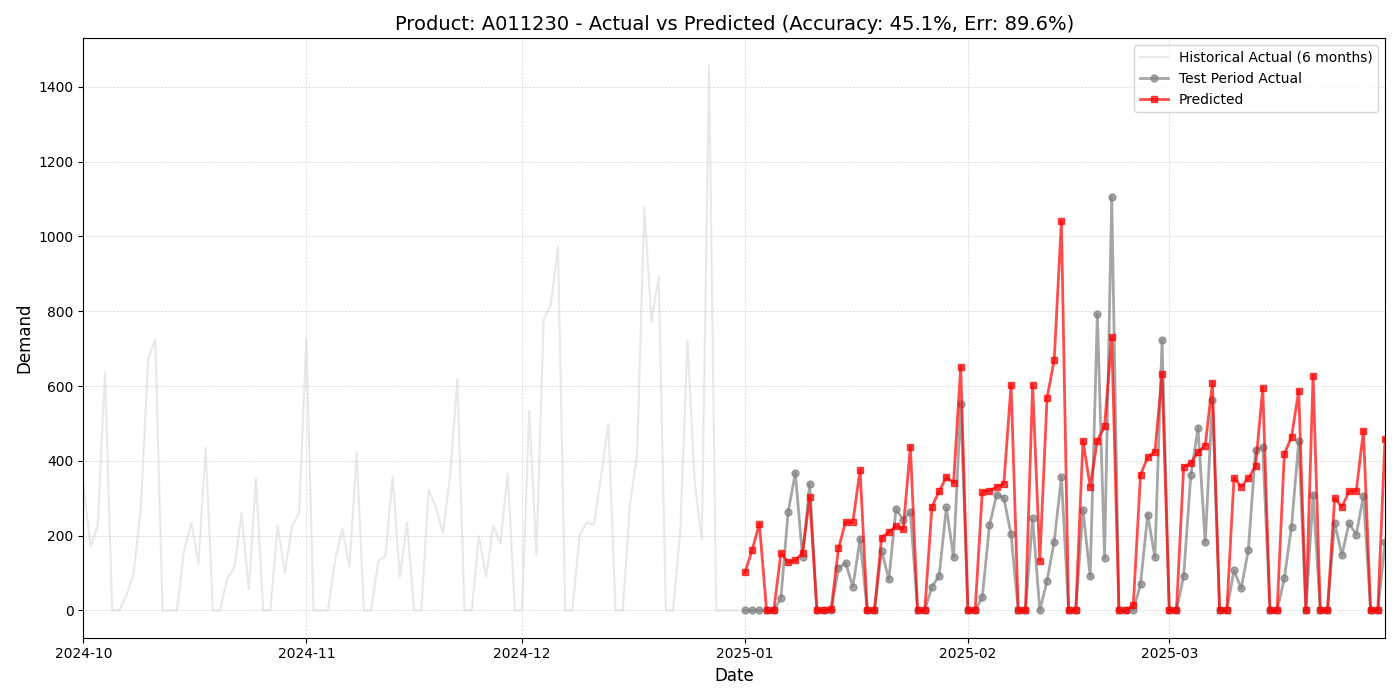 Product: A011230 - Actual vs Predicted (Accuracy: 45.1%, Err: 89.6%)
Historical Actual (6 months)
Test Period Actual
Predicted
Demand
1400
1200
1000
800
600
400
200
0
2024-10
2024-11
2024-12
2025-01
2025-02
2025-03
Date